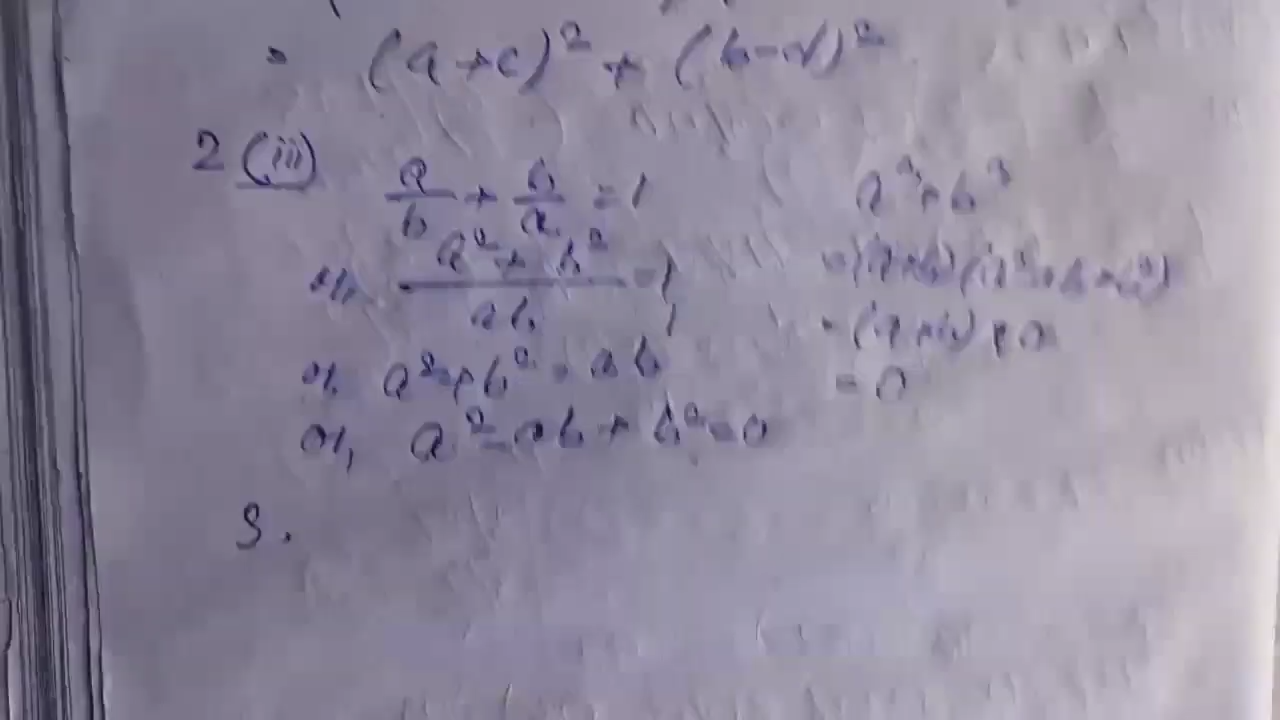 = (a+c)² + (b-d)²
2 (iii)
a/b + b/a = 1
or, (a² + b²)/ab = 1/1
or, a² + b² = ab
or, a² - ab + b² = 0
a³ + b³
= (a+b)
= (a+b) × 0
= 0
3.